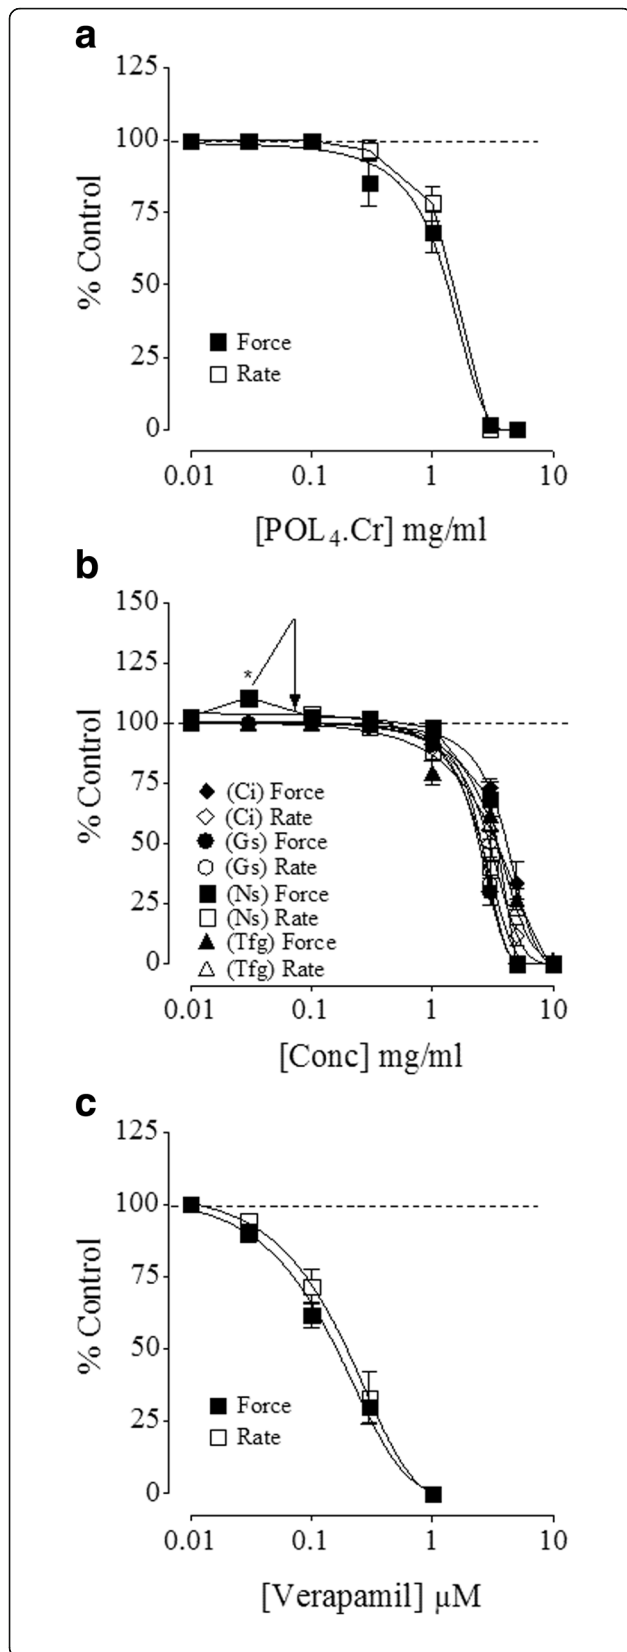 a
125
100
75
50
25
0
% Control
Force
Rate
0.01 0.1 1 10
[POL4.Cr] mg/ml
b
150
125
100
75
50
25
0
% Control
*
(Ci) Force
(Ci) Rate
(Gs) Force
(Gs) Rate
(Ns) Force
(Ns) Rate
(Tfg) Force
(Tfg) Rate
0.01 0.1 1 10
[Conc] mg/ml
c
125
100
75
50
25
0
% Control
Force
Rate
0.01 0.1 1 10
[Verapamil] µM